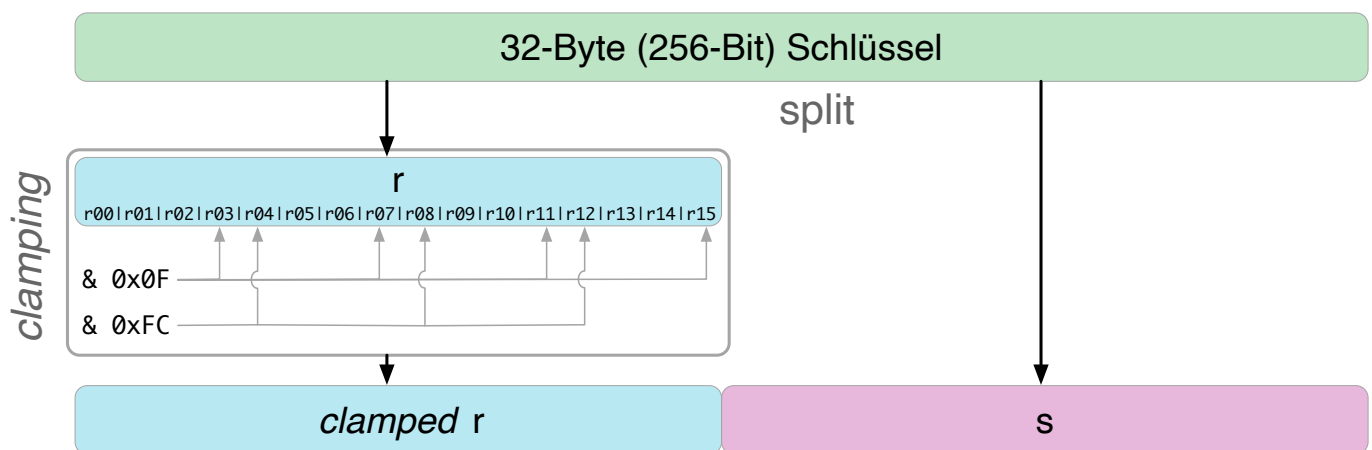 32-Byte (256-Bit) Schlüssel
split
clamping
r
r00|r01|r02|r03|r04|r05|r06|r07|r08|r09|r10|r11|r12|r13|r14|r15
& 0x0F
& 0xFC
clamped r
s